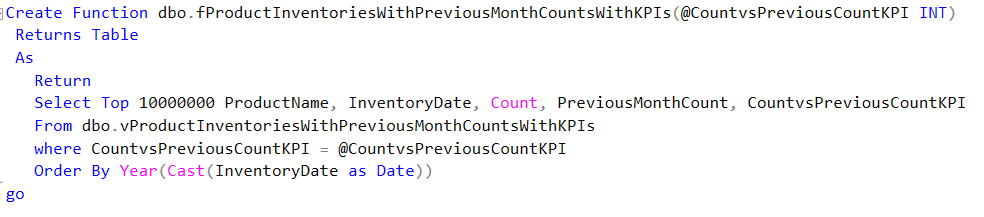 Create Function dbo.fProductInventoriesWithPreviousMonthCountsWithKPIs(@CountvsPreviousCountKPI INT)
Returns Table
As
Return
Select Top 10000000 ProductName, InventoryDate, Count, PreviousMonthCount, CountvsPreviousCountKPI
From dbo.vProductInventoriesWithPreviousMonthCountsWithKPIs
where CountvsPreviousCountKPI = @CountvsPreviousCountKPI
Order By Year(Cast(InventoryDate as Date))
go